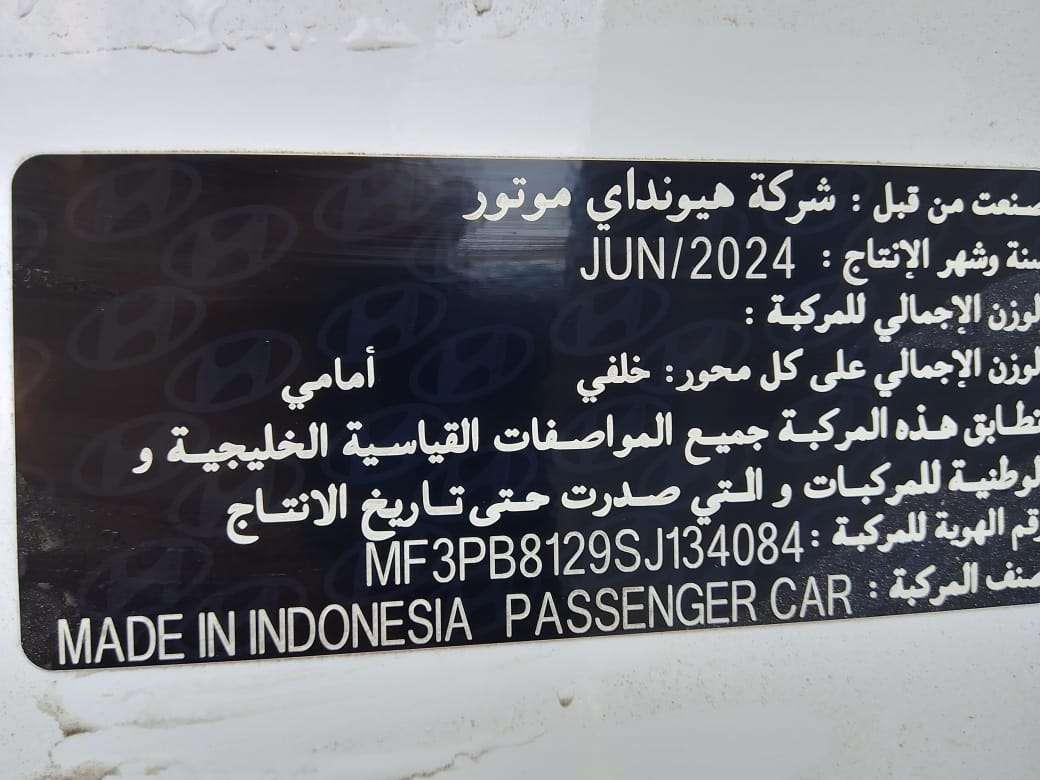 صنعت من قبل : شركة هيونداي موتور
سنة وشهر الإنتاج : JUN/2024
الوزن الإجمالي للمركبة :
الوزن الإجمالي على كل محور: خلفي أمامي
تطابق هذه المركبة جميع المواصفات القياسية الخليجية و
الوطنية للمركبات و التي صدرت حتى تاريخ الانتاج
رقم الهوية للمركبة : MF3PB8129SJ134084
صنف المركبة : PASSENGER CAR MADE IN INDONESIA